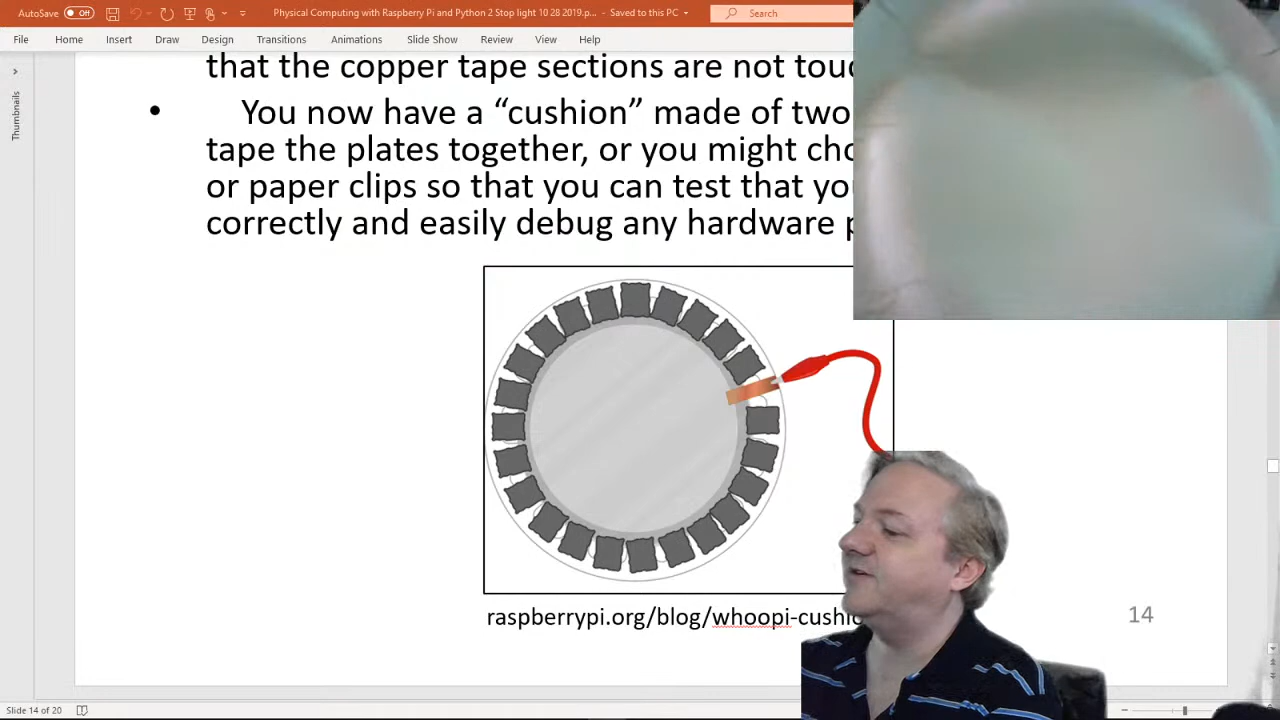 AutoSave Off Physical Computing with Raspberry Pi and Python 2 Stop light 10 28 2019.p... - Saved to this PC Search
File Home Insert Draw Design Transitions Animations Slide Show Review View Help
Thumbnails
that the copper tape sections are not
• You now have a “cushion” made of two
tape the plates together, or you might
or paper clips so that you can test that
correctly and easily debug any hardware
raspberrypi.org/blog/whoopi-cushio
14
Slide 14 of 20